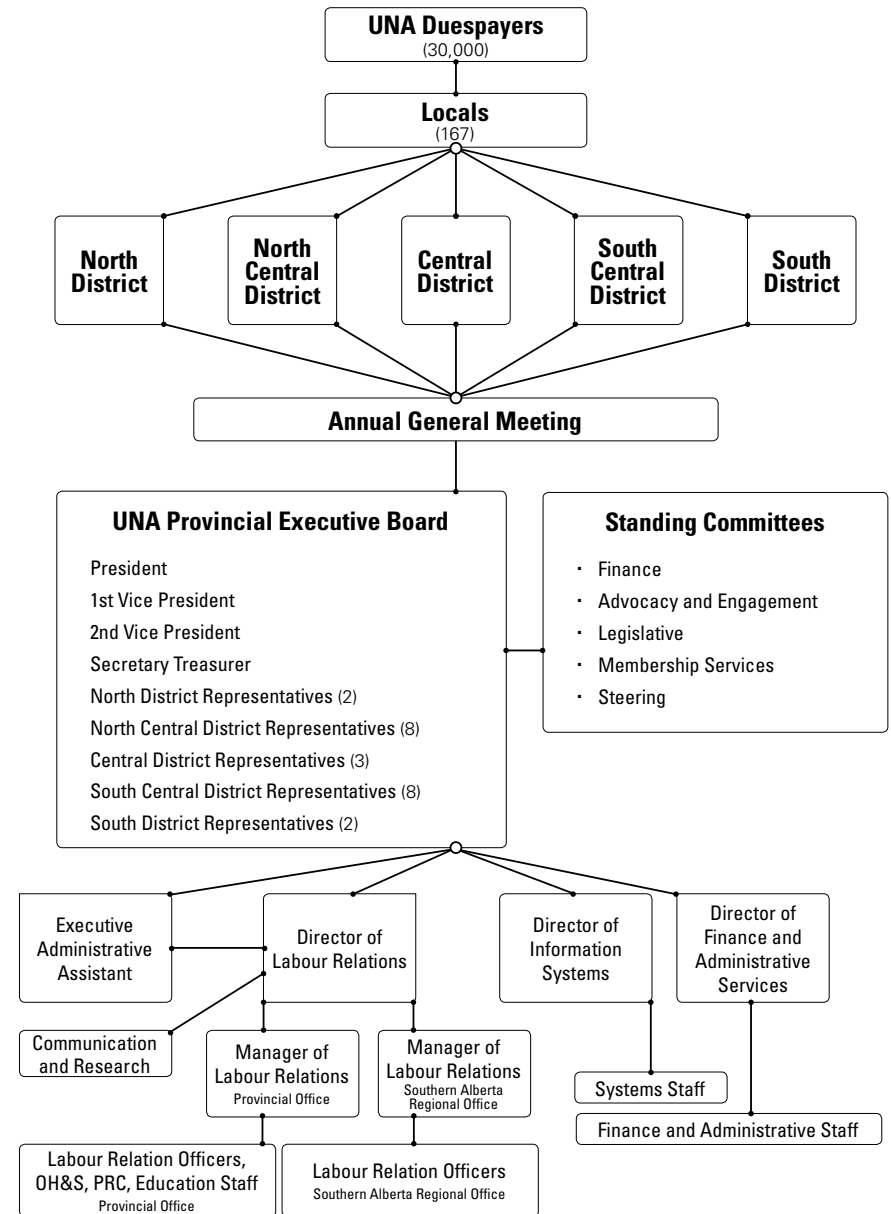 UNA Duespayers
(30,000)
Locals
(167)
North
District
North
Central
District
Central
District
South
Central
District
South
District
Annual General Meeting
UNA Provincial Executive Board
President
1st Vice President
2nd Vice President
Secretary Treasurer
North District Representatives (2)
North Central District Representatives (8)
Central District Representatives (3)
South Central District Representatives (8)
South District Representatives (2)
Standing Committees
· Finance
· Advocacy and Engagement
· Legislative
· Membership Services
· Steering
Executive
Administrative
Assistant
Director of
Labour Relations
Director of
Information
Systems
Director of
Finance and
Administrative
Services
Communication
and Research
Manager of
Labour Relations
Provincial Office
Manager of
Labour Relations
Southern Alberta
Regional Office
Systems Staff
Finance and Administrative Staff
Labour Relation Officers,
OH&S, PRC, Education Staff
Provincial Office
Labour Relation Officers
Southern Alberta Regional Office